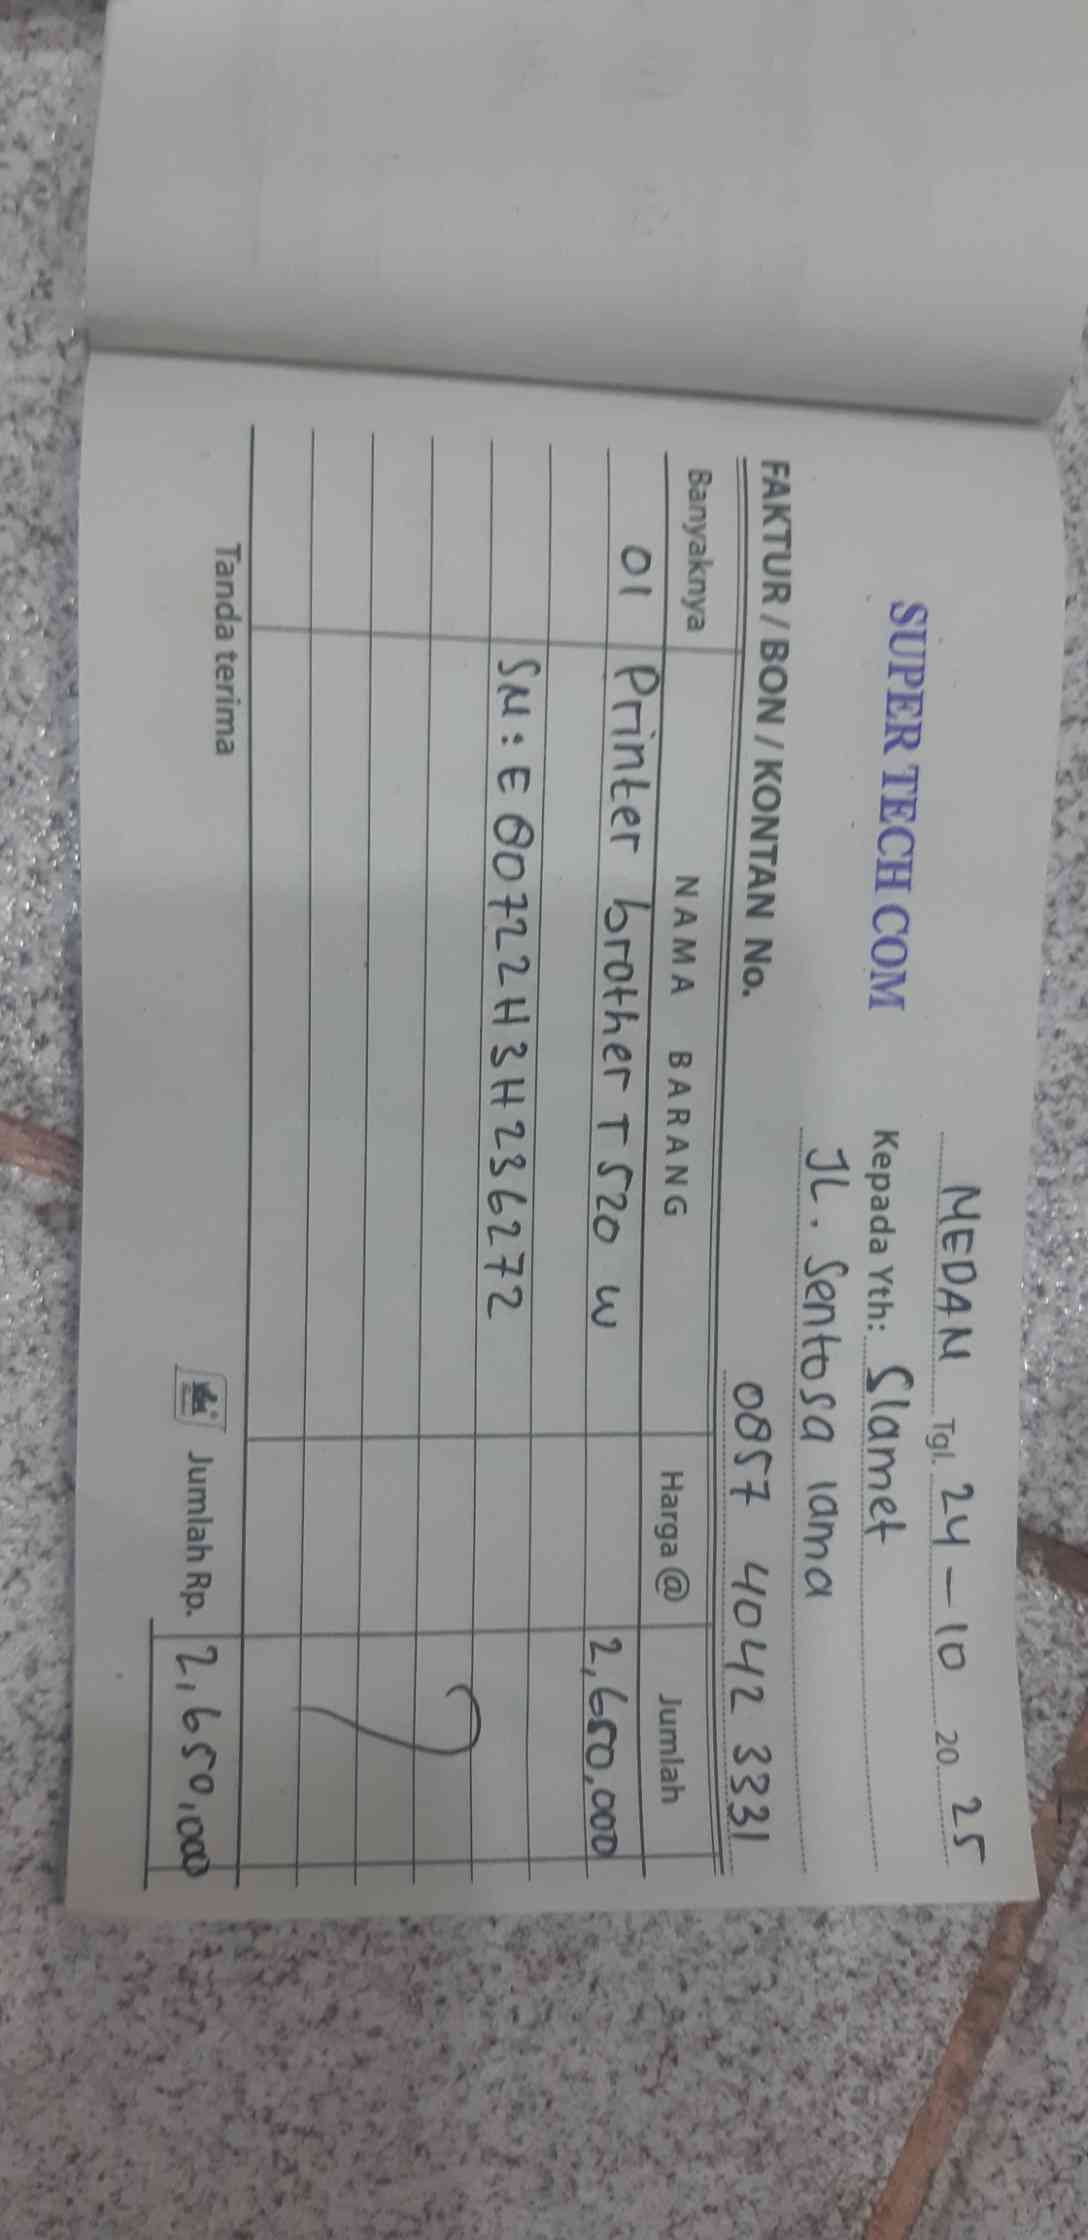 MEDAN Tgl. 24 - 10 20 25
SUPER TECH COM
Kepada Yth: Slamet
JL. Sentosa lama
FAKTUR / BON / KONTAN No.
0857 4042 3331
Banyaknya NAMA BARANG Harga @ Jumlah
01 Printer brother T 520 W 2,650,000
SN : E80722H3H236272
Tanda terima Jumlah Rp. 2,650,000